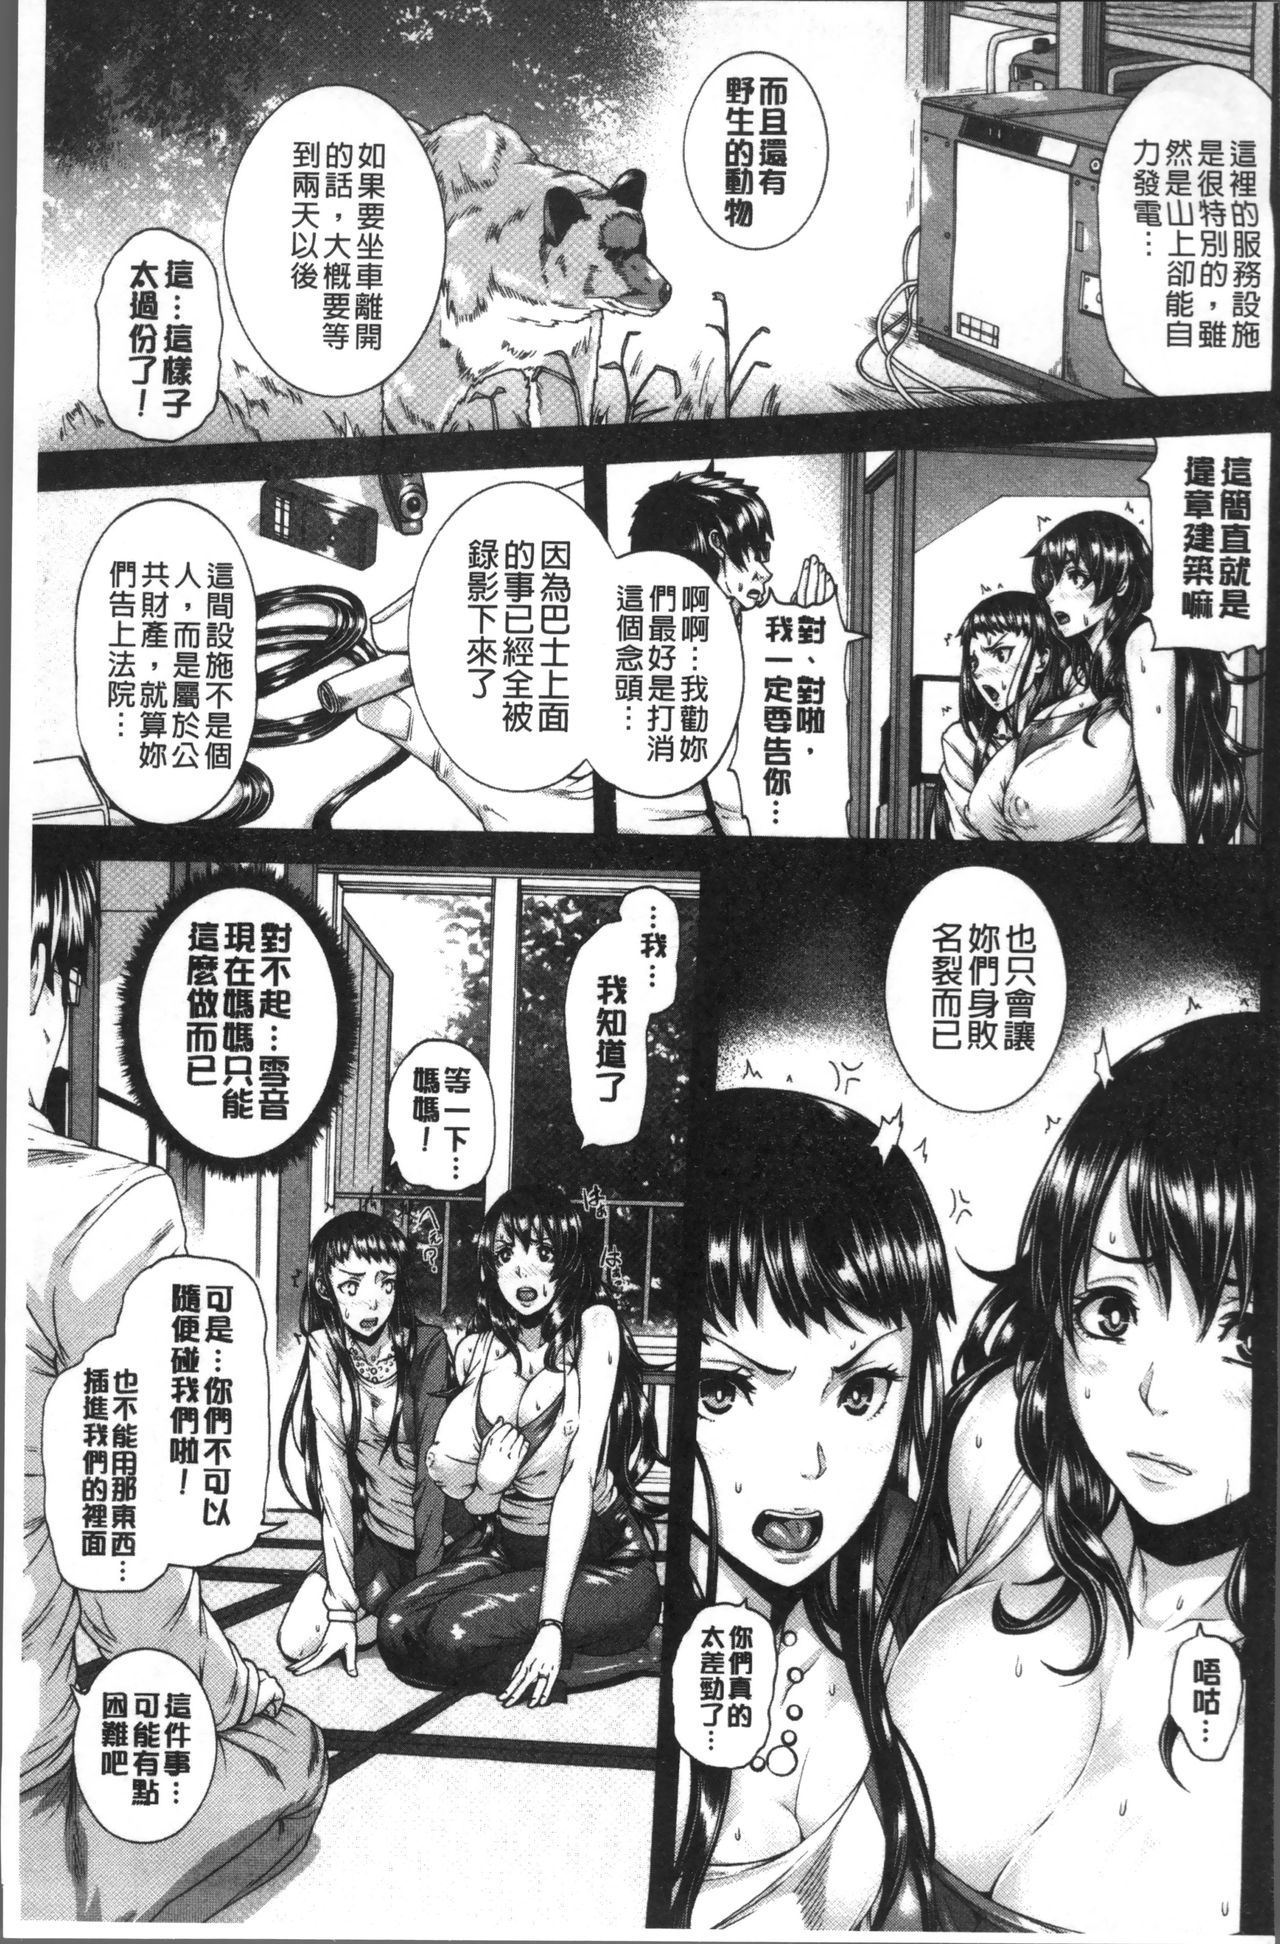 這裡的服務設施
是很特別的，雖
然是山上卻能自
力發電…
而且還有
野生的動物
如果要坐車離開
的話，大概要等
到兩天以後
這…這樣子
太過份了！
這簡直就是
違章建築嘛
對、對啦，
我一定要告你…
啊啊…我勸妳
們最好是打消
這個念頭…
因為巴士上面
的事已經全被
錄影下來了
這間設施不是個
人，而是屬於公
共財產，就算妳
們告上法院…
也只會讓
妳們身敗
名裂而已
唔咕…
你們真的
太差勁了…
…我…
我知道了
等一下…
媽媽！
はぁ
はぁ
へぇ？
對不起…雪音
現在媽媽只能
這麼做而已
可是…你們不可以
隨便碰我們啦！
也不能用那東西…
插進我們的裡面
這件事…
可能有點
困難吧